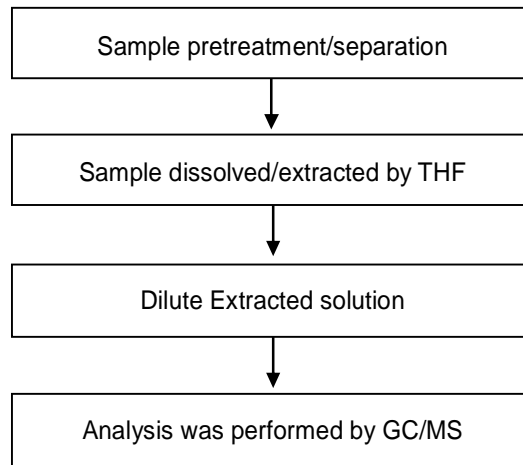 Sample pretreatment/separation
Sample dissolved/extracted by THF
Dilute Extracted solution
Analysis was performed by GC/MS